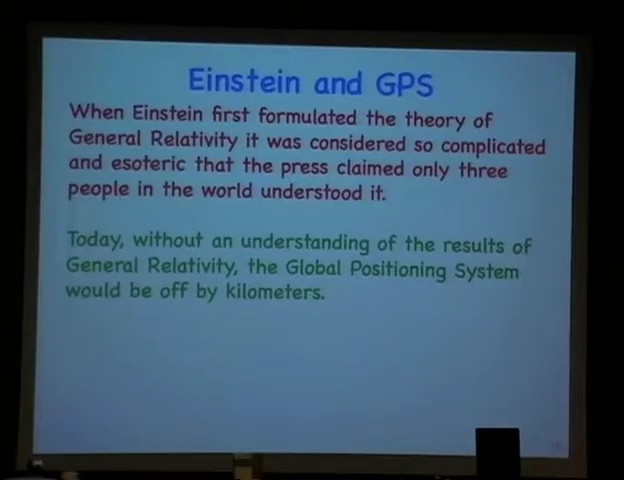 Einstein and GPS
When Einstein first formulated the theory of
General Relativity it was considered so complicated
and esoteric that the press claimed only three
people in the world understood it.
Today, without an understanding of the results of
General Relativity, the Global Positioning System
would be off by kilometers.